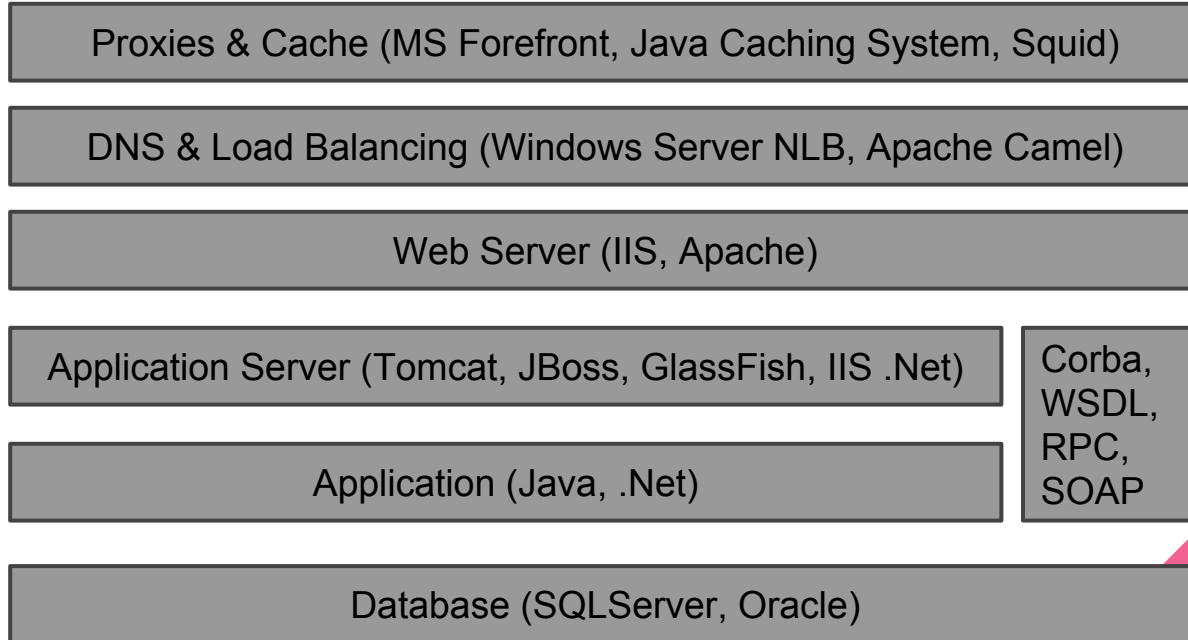 Proxies & Cache (MS Forefront, Java Caching System, Squid)
DNS & Load Balancing (Windows Server NLB, Apache Camel)
Web Server (IIS, Apache)
Application Server (Tomcat, JBoss, GlassFish, IIS .Net)
Application (Java, .Net)
Corba,
WSDL,
RPC,
SOAP
Database (SQLServer, Oracle)